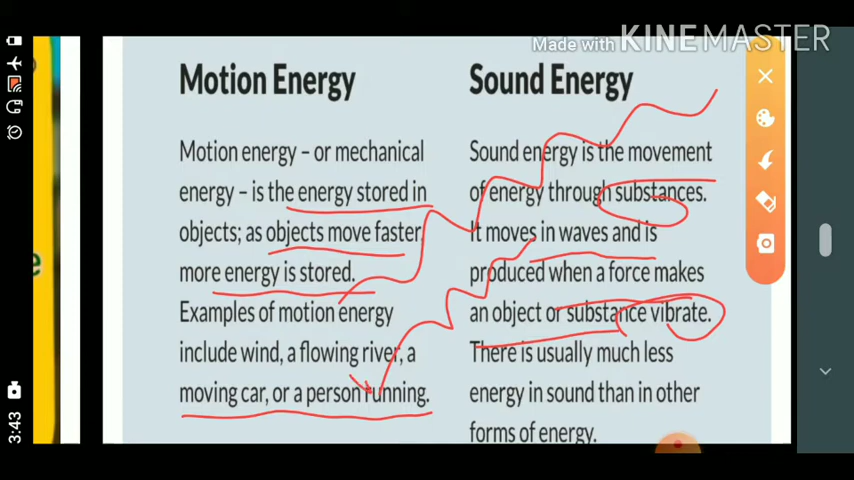 Made with KINEMASTER
Motion Energy
Motion energy – or mechanical
energy – is the energy stored in
objects; as objects move faster,
more energy is stored.
Examples of motion energy
include wind, a flowing river, a
moving car, or a person running.
Sound Energy
Sound energy is the movement
of energy through substances.
It moves in waves and is
produced when a force makes
an object or substance vibrate.
There is usually much less
energy in sound than in other
forms of energy.
e
3:43